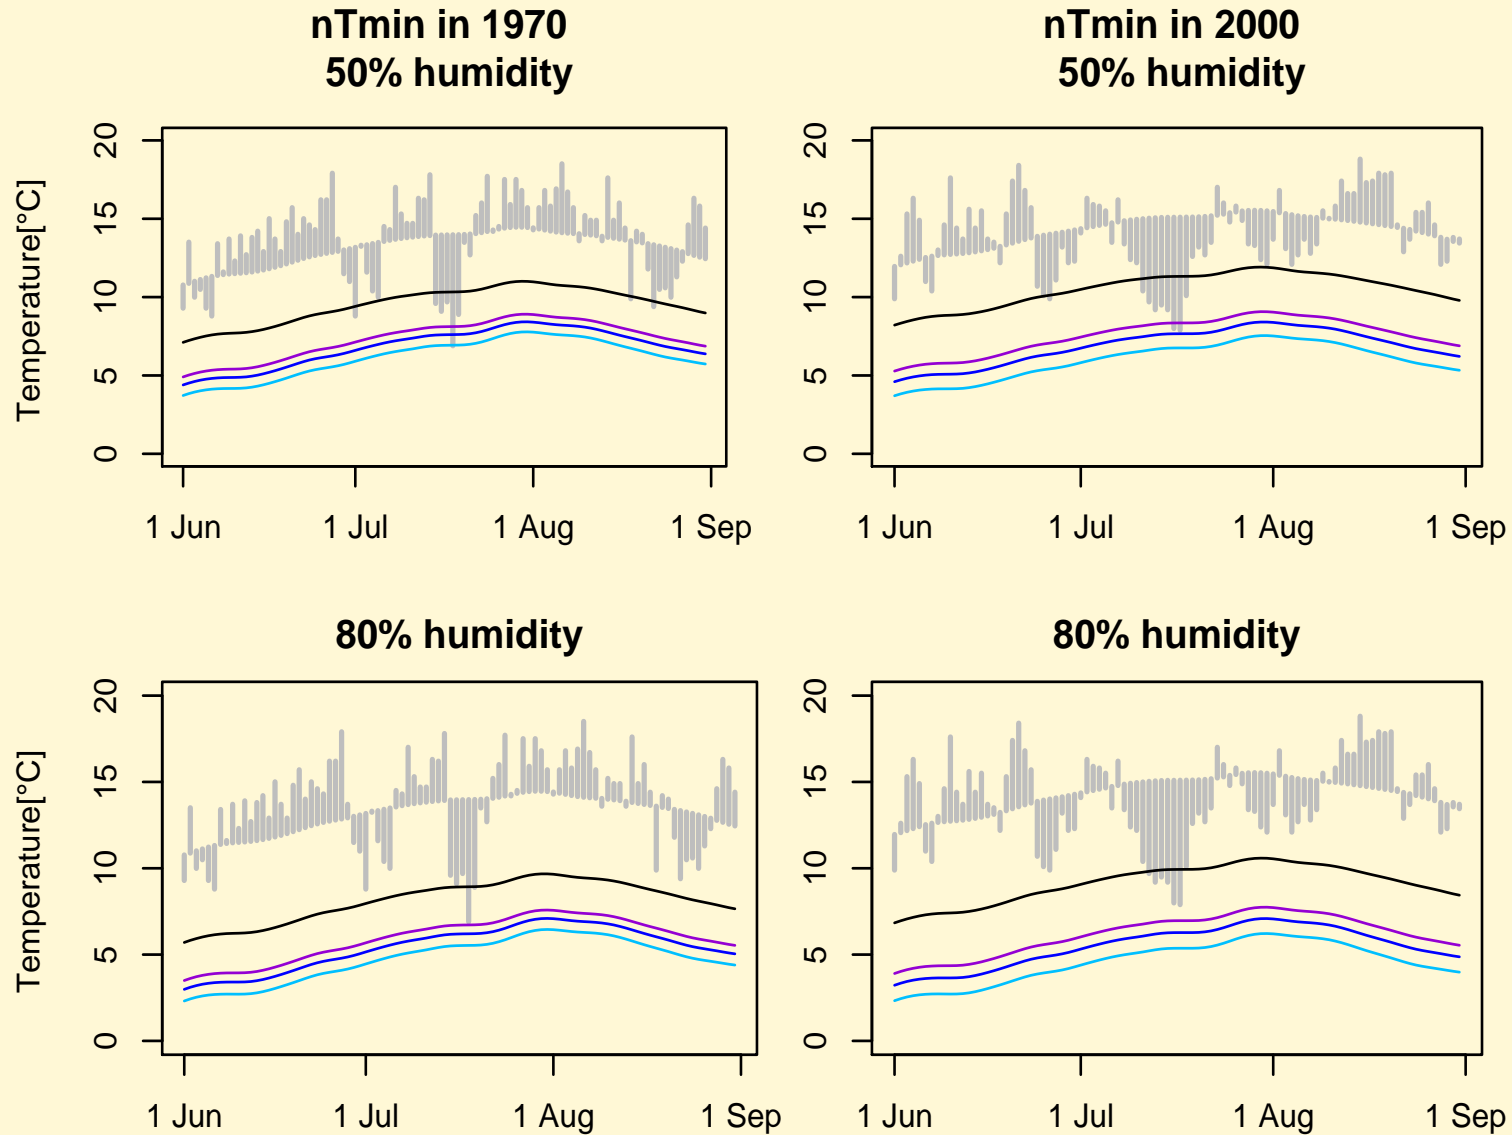 nTmin in 1970
50% humidity
nTmin in 2000
50% humidity
Temperature[°C]
20
15
10
5
0
1 Jun
1 Jul
1 Aug
1 Sep
20
15
10
5
0
1 Jun
1 Jul
1 Aug
1 Sep
80% humidity
80% humidity
Temperature[°C]
20
15
10
5
0
1 Jun
1 Jul
1 Aug
1 Sep
20
15
10
5
0
1 Jun
1 Jul
1 Aug
1 Sep